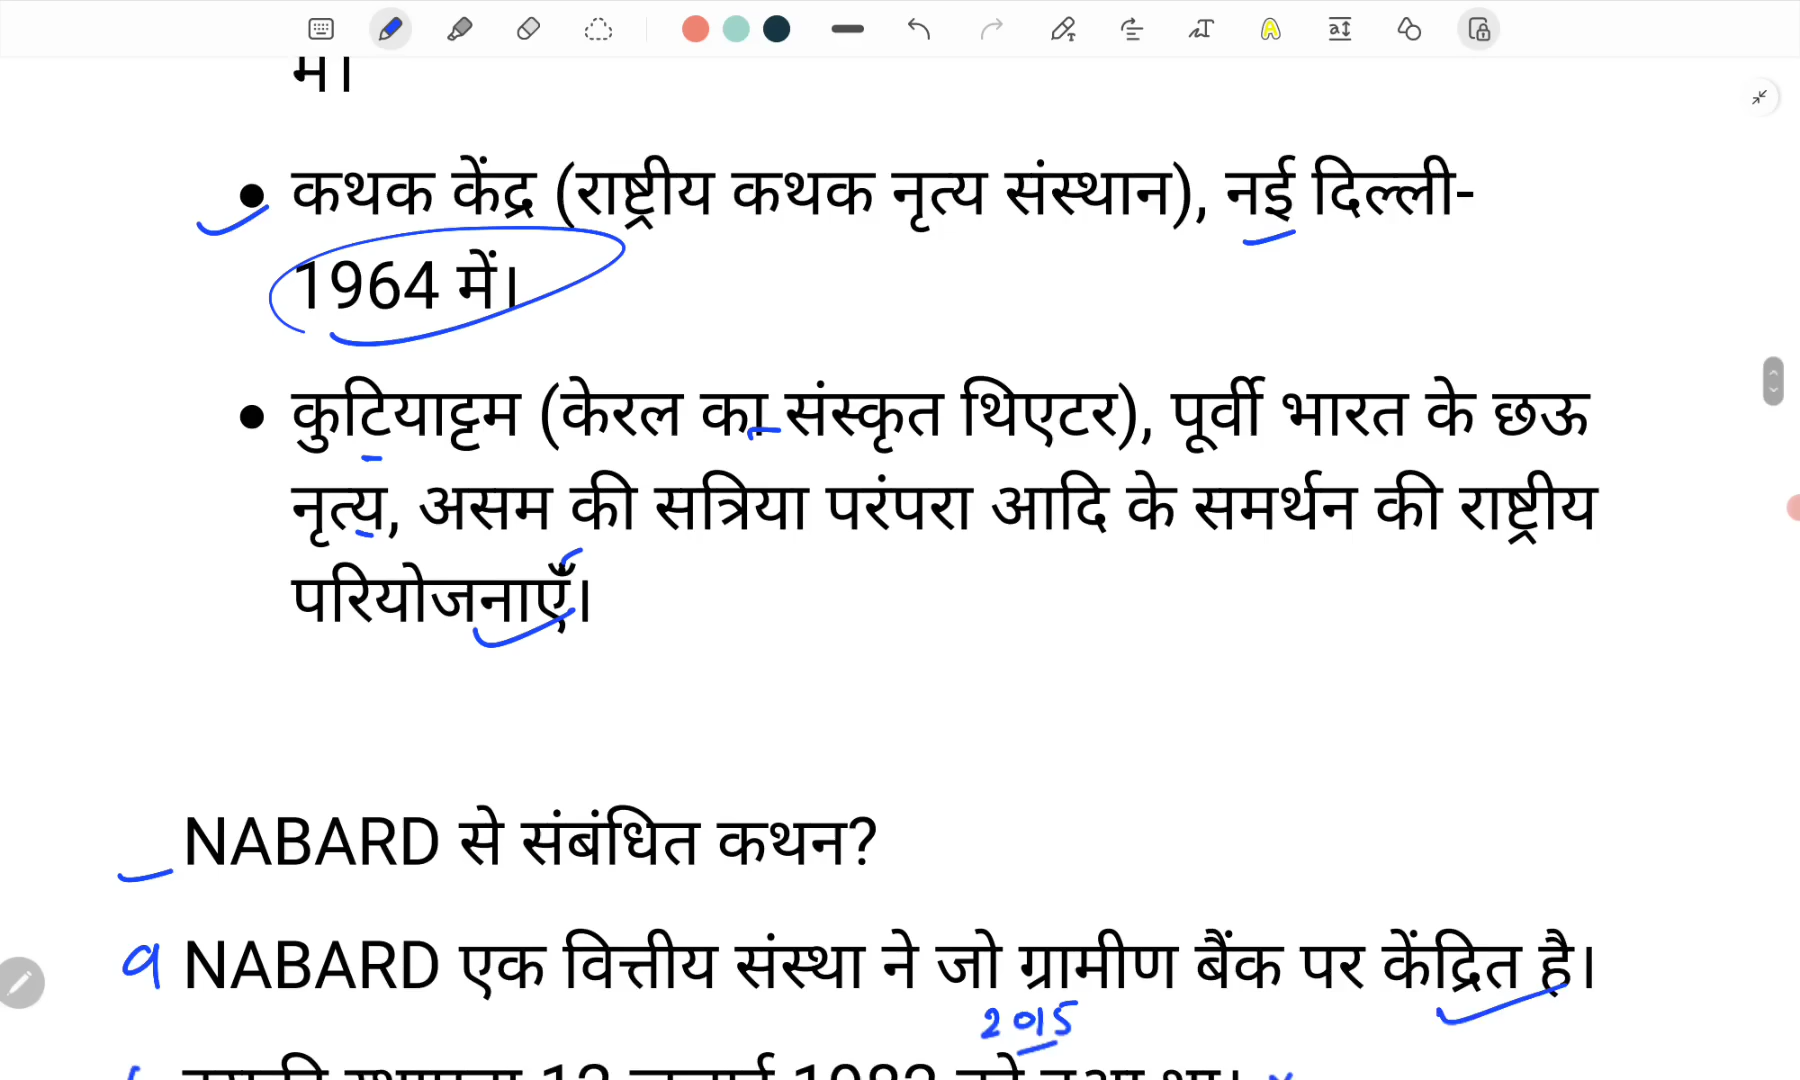 में।
कथक केंद्र (राष्ट्रीय कथक नृत्य संस्थान), नई दिल्ली-
1964 में।
कुटियाट्टम (केरल का संस्कृत थिएटर), पूर्वी भारत के छऊ
नृत्य, असम की सत्रिया परंपरा आदि के समर्थन की राष्ट्रीय
परियोजनाएँ।
NABARD से संबंधित कथन?
a NABARD एक वित्तीय संस्था ने जो ग्रामीण बैंक पर केंद्रित है।
2015